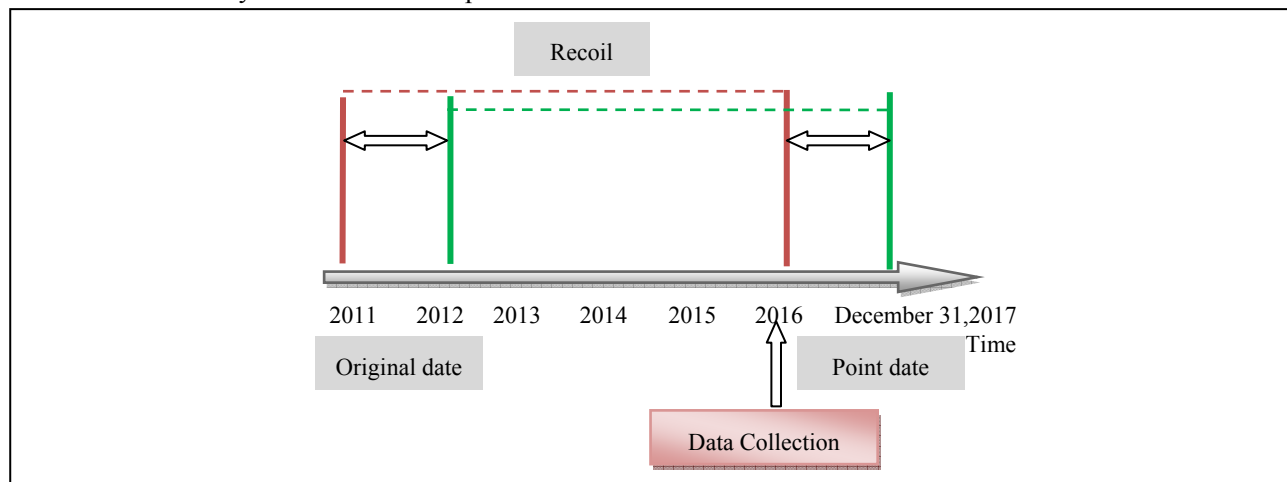 Recoil
2011 2012 2013 2014 2015 2016 December 31,2017
Time
Original date
Point date
Data Collection